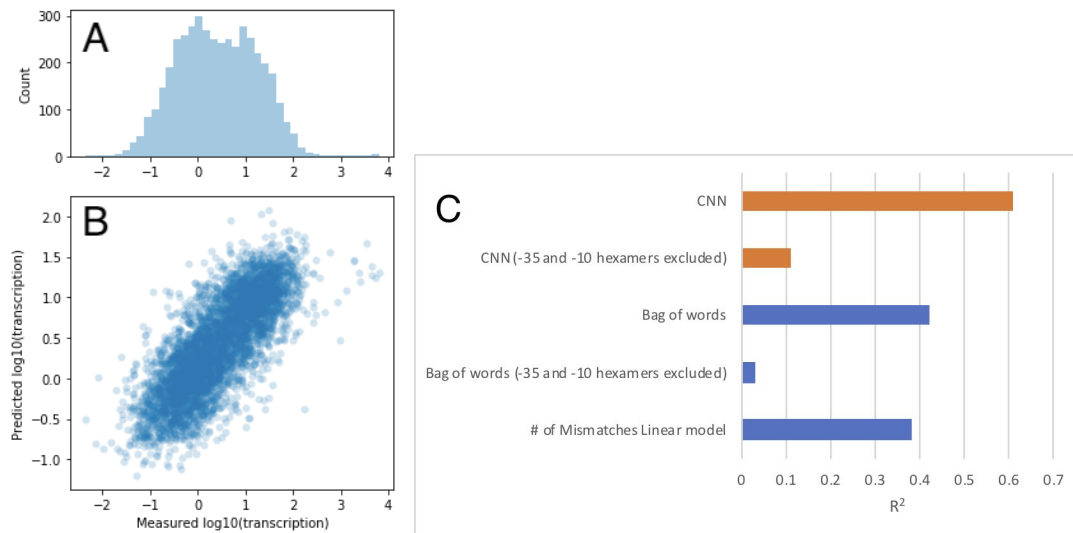 A
300
200
100
0
Count
−2 −1 0 1 2 3 4
B
2.0
1.5
1.0
0.5
0.0
−0.5
−1.0
Predicted log10(transcription)
−2 −1 0 1 2 3 4
Measured log10(transcription)
C
CNN
CNN (-35 and -10 hexamers excluded)
Bag of words
Bag of words (-35 and -10 hexamers excluded)
# of Mismatches Linear model
0 0.1 0.2 0.3 0.4 0.5 0.6 0.7
R²